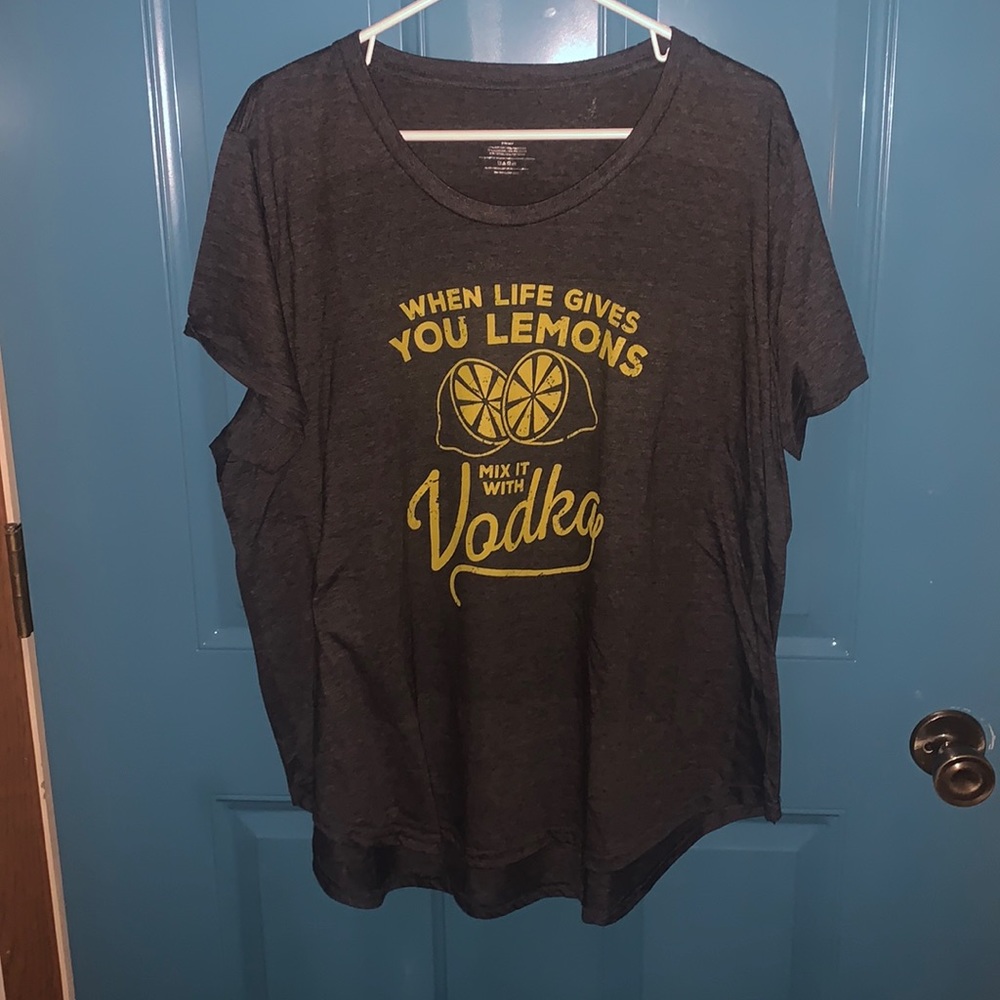 WHEN LIFE GIVES
YOU LEMONS
MIX IT
WITH
Vodka